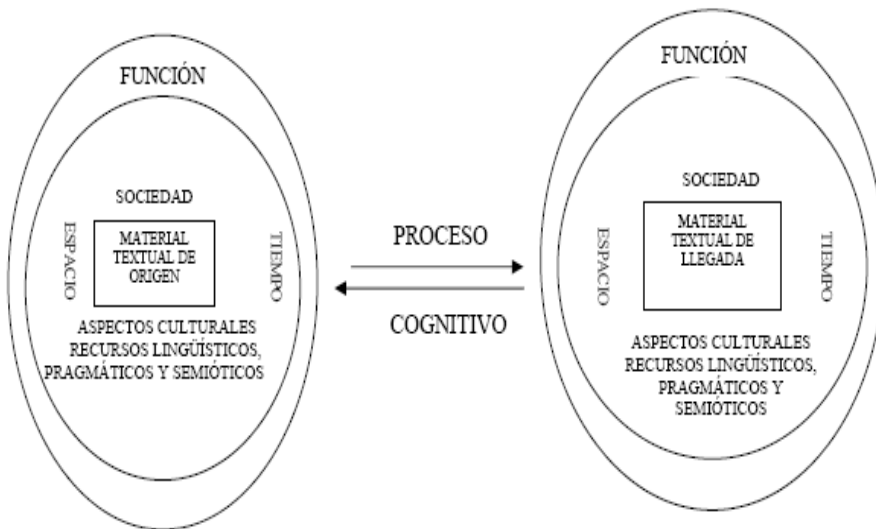 FUNCIÓN
SOCIEDAD
ESPACIO
MATERIAL
TEXTUAL DE
ORIGEN
TIEMPO
ASPECTOS CULTURALES
RECURSOS LINGÜÍSTICOS,
PRAGMÁTICOS Y SEMIÓTICOS
PROCESO
COGNITIVO
FUNCIÓN
SOCIEDAD
ESPACIO
MATERIAL
TEXTUAL DE
LLEGADA
TIEMPO
ASPECTOS CULTURALES
RECURSOS LINGÜÍSTICOS,
PRAGMÁTICOS Y
SEMIÓTICOS